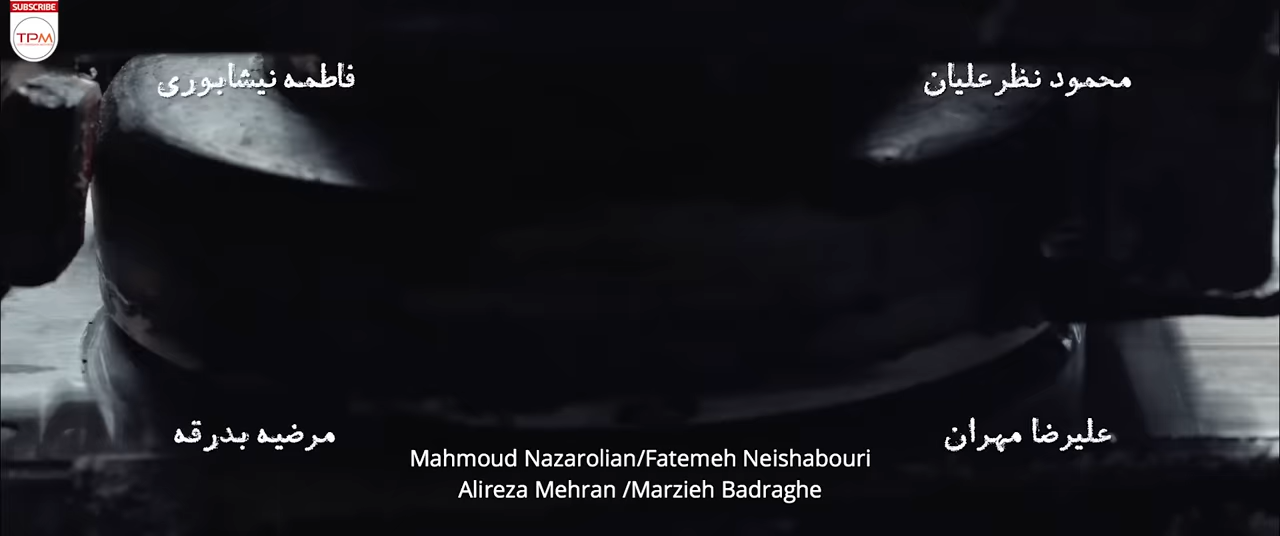 SUBSCRIBE
TPM
محمود نظرعلیان
فاطمه نیشابوری
علیرضا مهران
مرضیه بدرقه
Mahmoud Nazarolian/Fatemeh Neishabouri
Alireza Mehran /Marzieh Badraghe